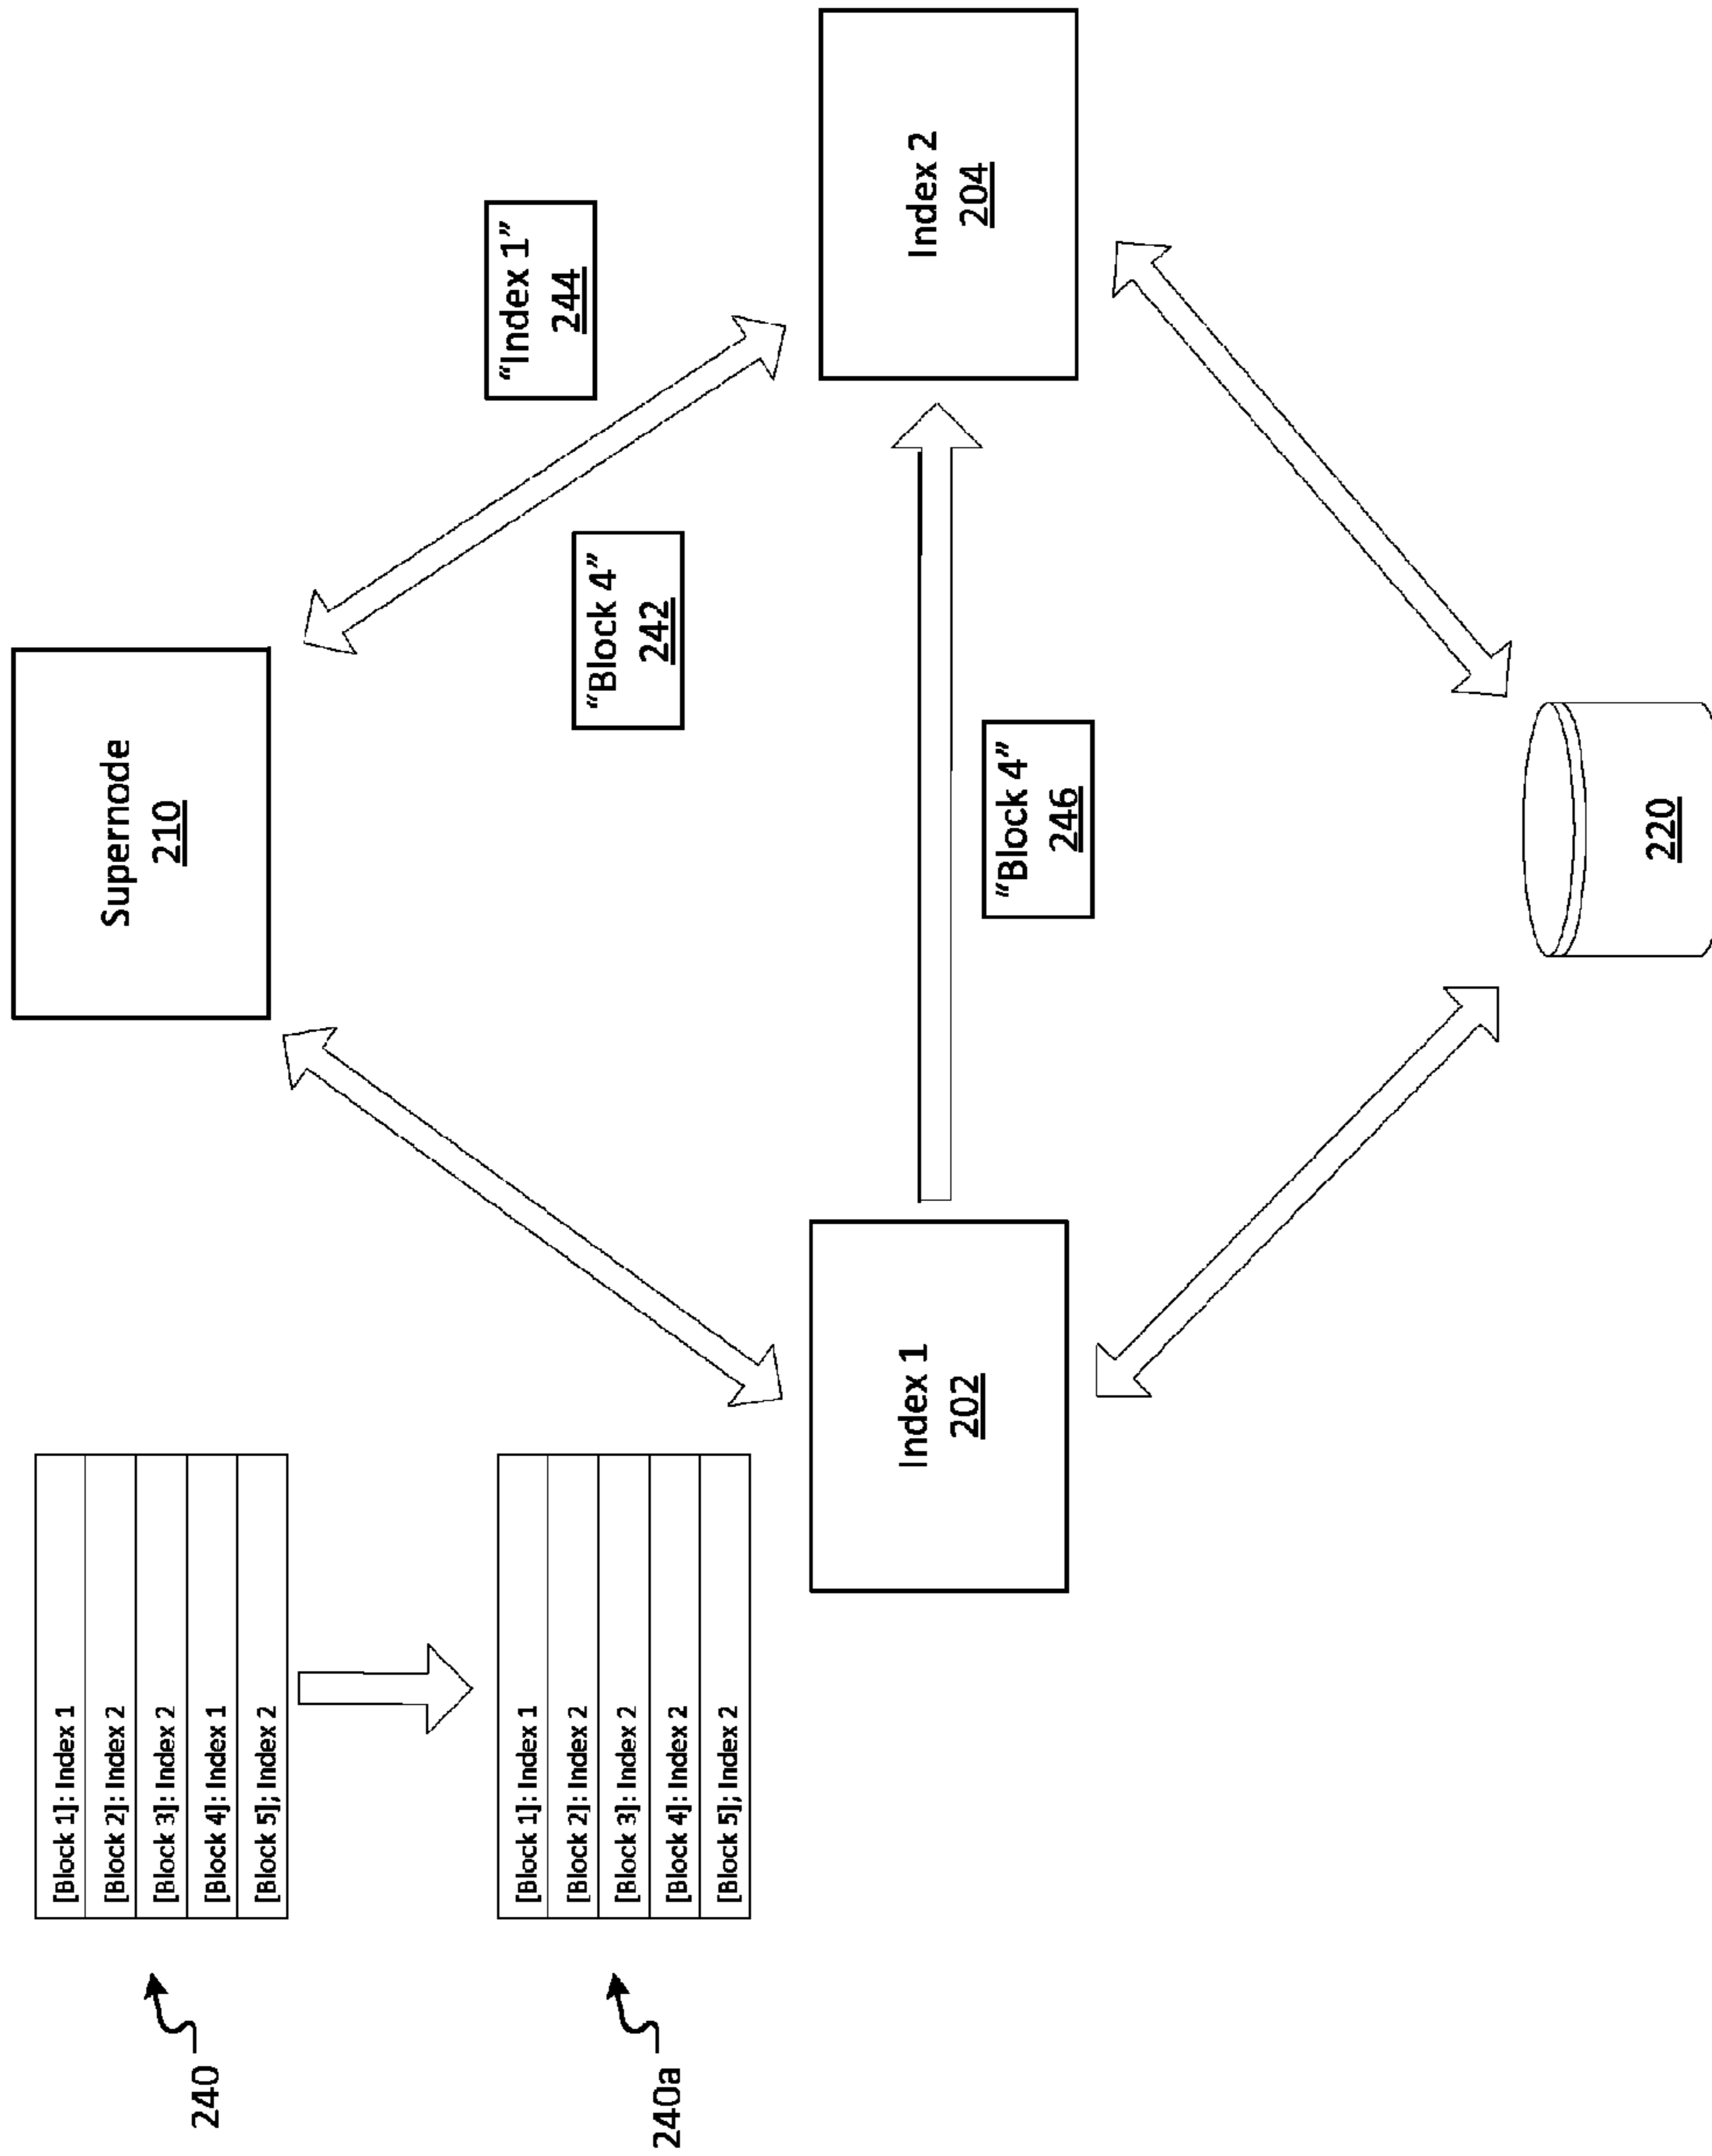 240
[Block 1]: Index 1
[Block 2]: Index 2
[Block 3]: Index 2
[Block 4]: Index 1
[Block 5]; Index 2
240a
[Block 1]: Index 1
[Block 2]: Index 2
[Block 3]: Index 2
[Block 4]: Index 2
[Block 5]; Index 2
Supernode
210
“Index 1”
244
“Block 4”
242
Index 1
202
“Block 4”
246
Index 2
204
220